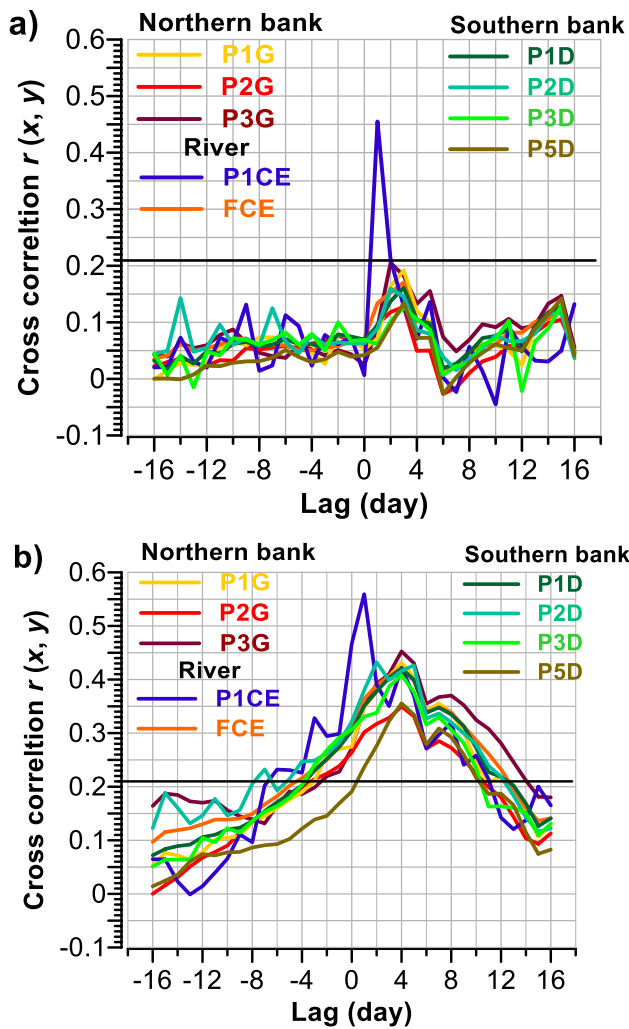 a)
Northern bank
Southern bank
P1G
P2G
P3G
River
P1CE
FCE
P1D
P2D
P3D
P5D
Cross correltion r (x, y)
0.6
0.5
0.4
0.3
0.2
0.1
0
-0.1
-16 -12 -8 -4 0 4 8 12 16
Lag (day)
b)
Northern bank
Southern bank
P1G
P2G
P3G
River
P1CE
FCE
P1D
P2D
P3D
P5D
Cross correltion r (x, y)
0.6
0.5
0.4
0.3
0.2
0.1
0
-0.1
-16 -12 -8 -4 0 4 8 12 16
Lag (day)